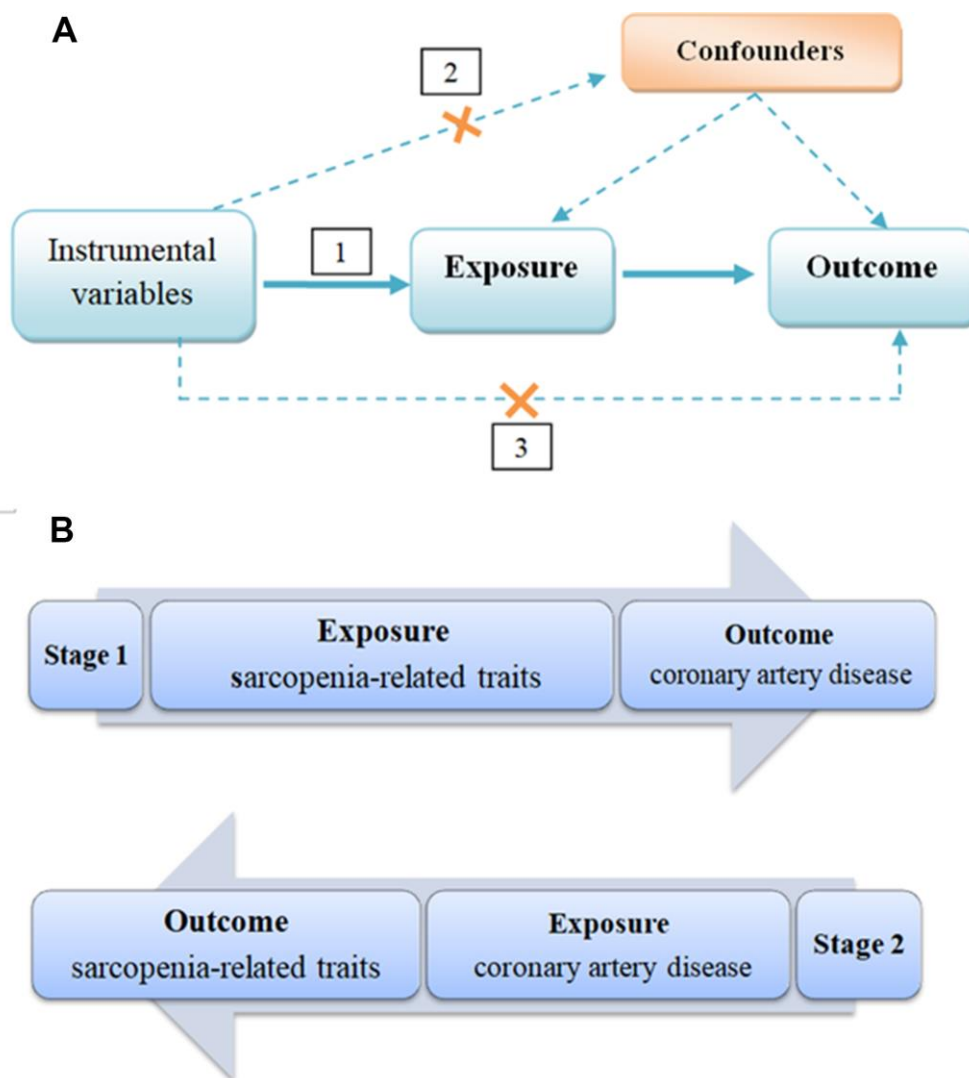 A
2
Confounders
Instrumental
variables
1
Exposure
Outcome
3
B
Stage 1
Exposure
sarcopenia-related traits
Outcome
coronary artery disease
Outcome
sarcopenia-related traits
Exposure
coronary artery disease
Stage 2